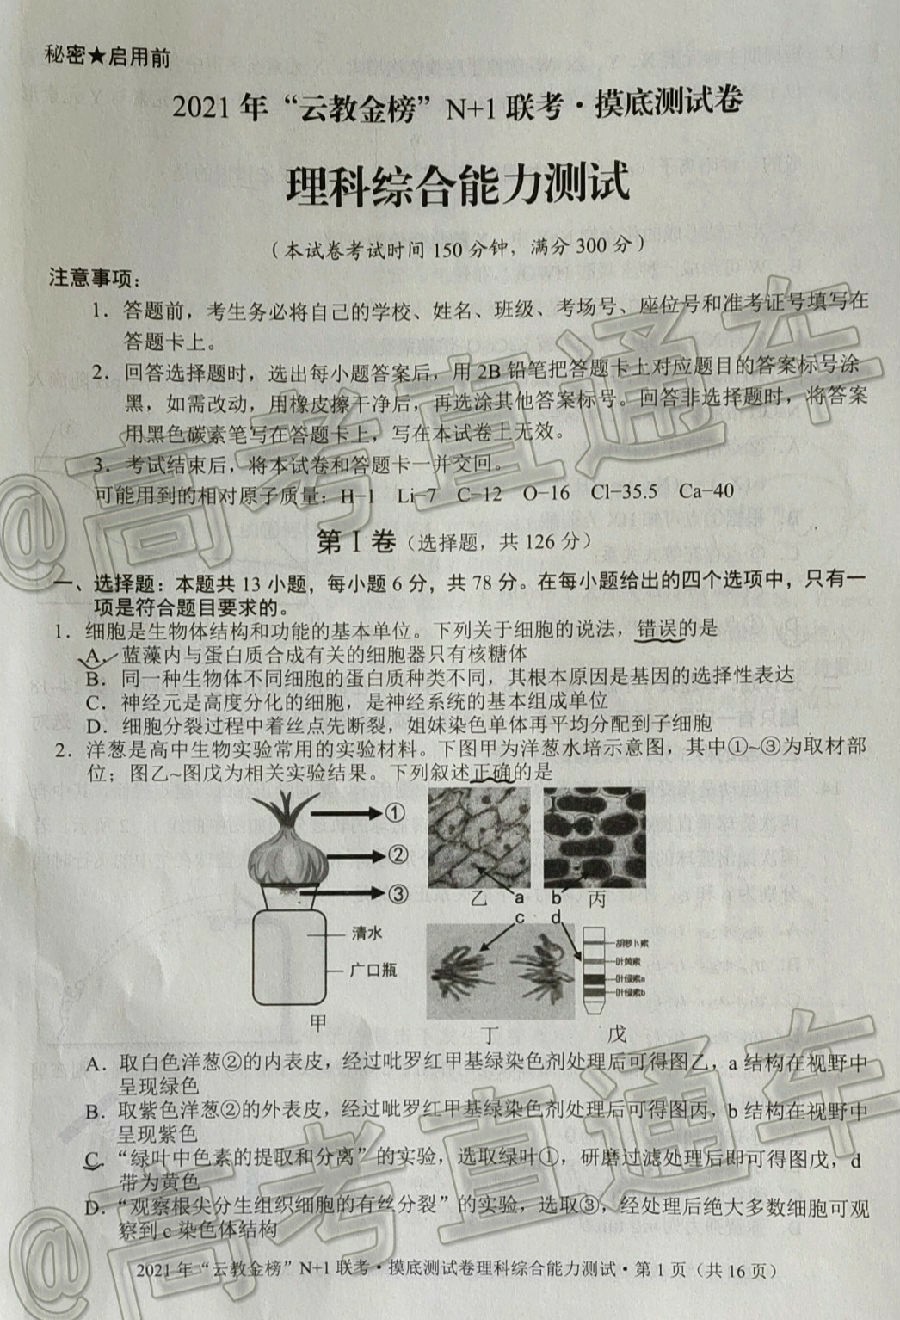 秘密★启用前
2021 年“云教金榜”N+1 联考·摸底测试卷
理科综合能力测试
（本试卷考试时间 150 分钟，满分 300 分）
注意事项：
1．答题前，考生务必将自己的学校、姓名、班级、考场号、座位号和准考证号填写在
答题卡上。
2．回答选择题时，选出每小题答案后，用 2B 铅笔把答题卡上对应题目的答案标号涂
黑，如需改动，用橡皮擦干净后，再选涂其他答案标号。回答非选择题时，将答案
用黑色碳素笔写在答题卡上，写在本试卷上无效。
3．考试结束后，将本试卷和答题卡一并交回。
可能用到的相对原子质量：H-1 Li-7 C-12 O-16 Cl-35.5 Ca-40
第 I 卷（选择题，共 126 分）
一、选择题：本题共 13 小题，每小题 6 分，共 78 分。在每小题给出的四个选项中，只有一
项是符合题目要求的。
1．细胞是生物体结构和功能的基本单位。下列关于细胞的说法，错误的是
A．蓝藻内与蛋白质合成有关的细胞器只有核糖体
B．同一种生物体不同细胞的蛋白质种类不同，其根本原因是基因的选择性表达
C．神经元是高度分化的细胞，是神经系统的基本组成单位
D．细胞分裂过程中着丝点先断裂，姐妹染色单体再平均分配到子细胞
2．洋葱是高中生物实验常用的实验材料。下图甲为洋葱水培示意图，其中①~③为取材部
位；图乙~图戊为相关实验结果。下列叙述正确的是
①
②
③
清水
广口瓶
甲
乙 a b 丙
c d
胡萝卜素
叶黄素
叶绿素a
叶绿素b
丁 戊
A．取白色洋葱②的内表皮，经过吡罗红甲基绿染色剂处理后可得图乙，a 结构在视野中
呈现绿色
B．取紫色洋葱②的外表皮，经过吡罗红甲基绿染色剂处理后可得图丙，b 结构在视野中
呈现紫色
C．“绿叶中色素的提取和分离”的实验，选取绿叶①，研磨过滤处理后即可得图戊，d
带为黄色
D．“观察根尖分生组织细胞的有丝分裂”的实验，选取③，经处理后绝大多数细胞可观
察到 c 染色体结构
2021 年“云教金榜”N+1 联考·摸底测试卷理科综合能力测试·第 1 页（共 16 页）
@高考直通车
@高考直通车